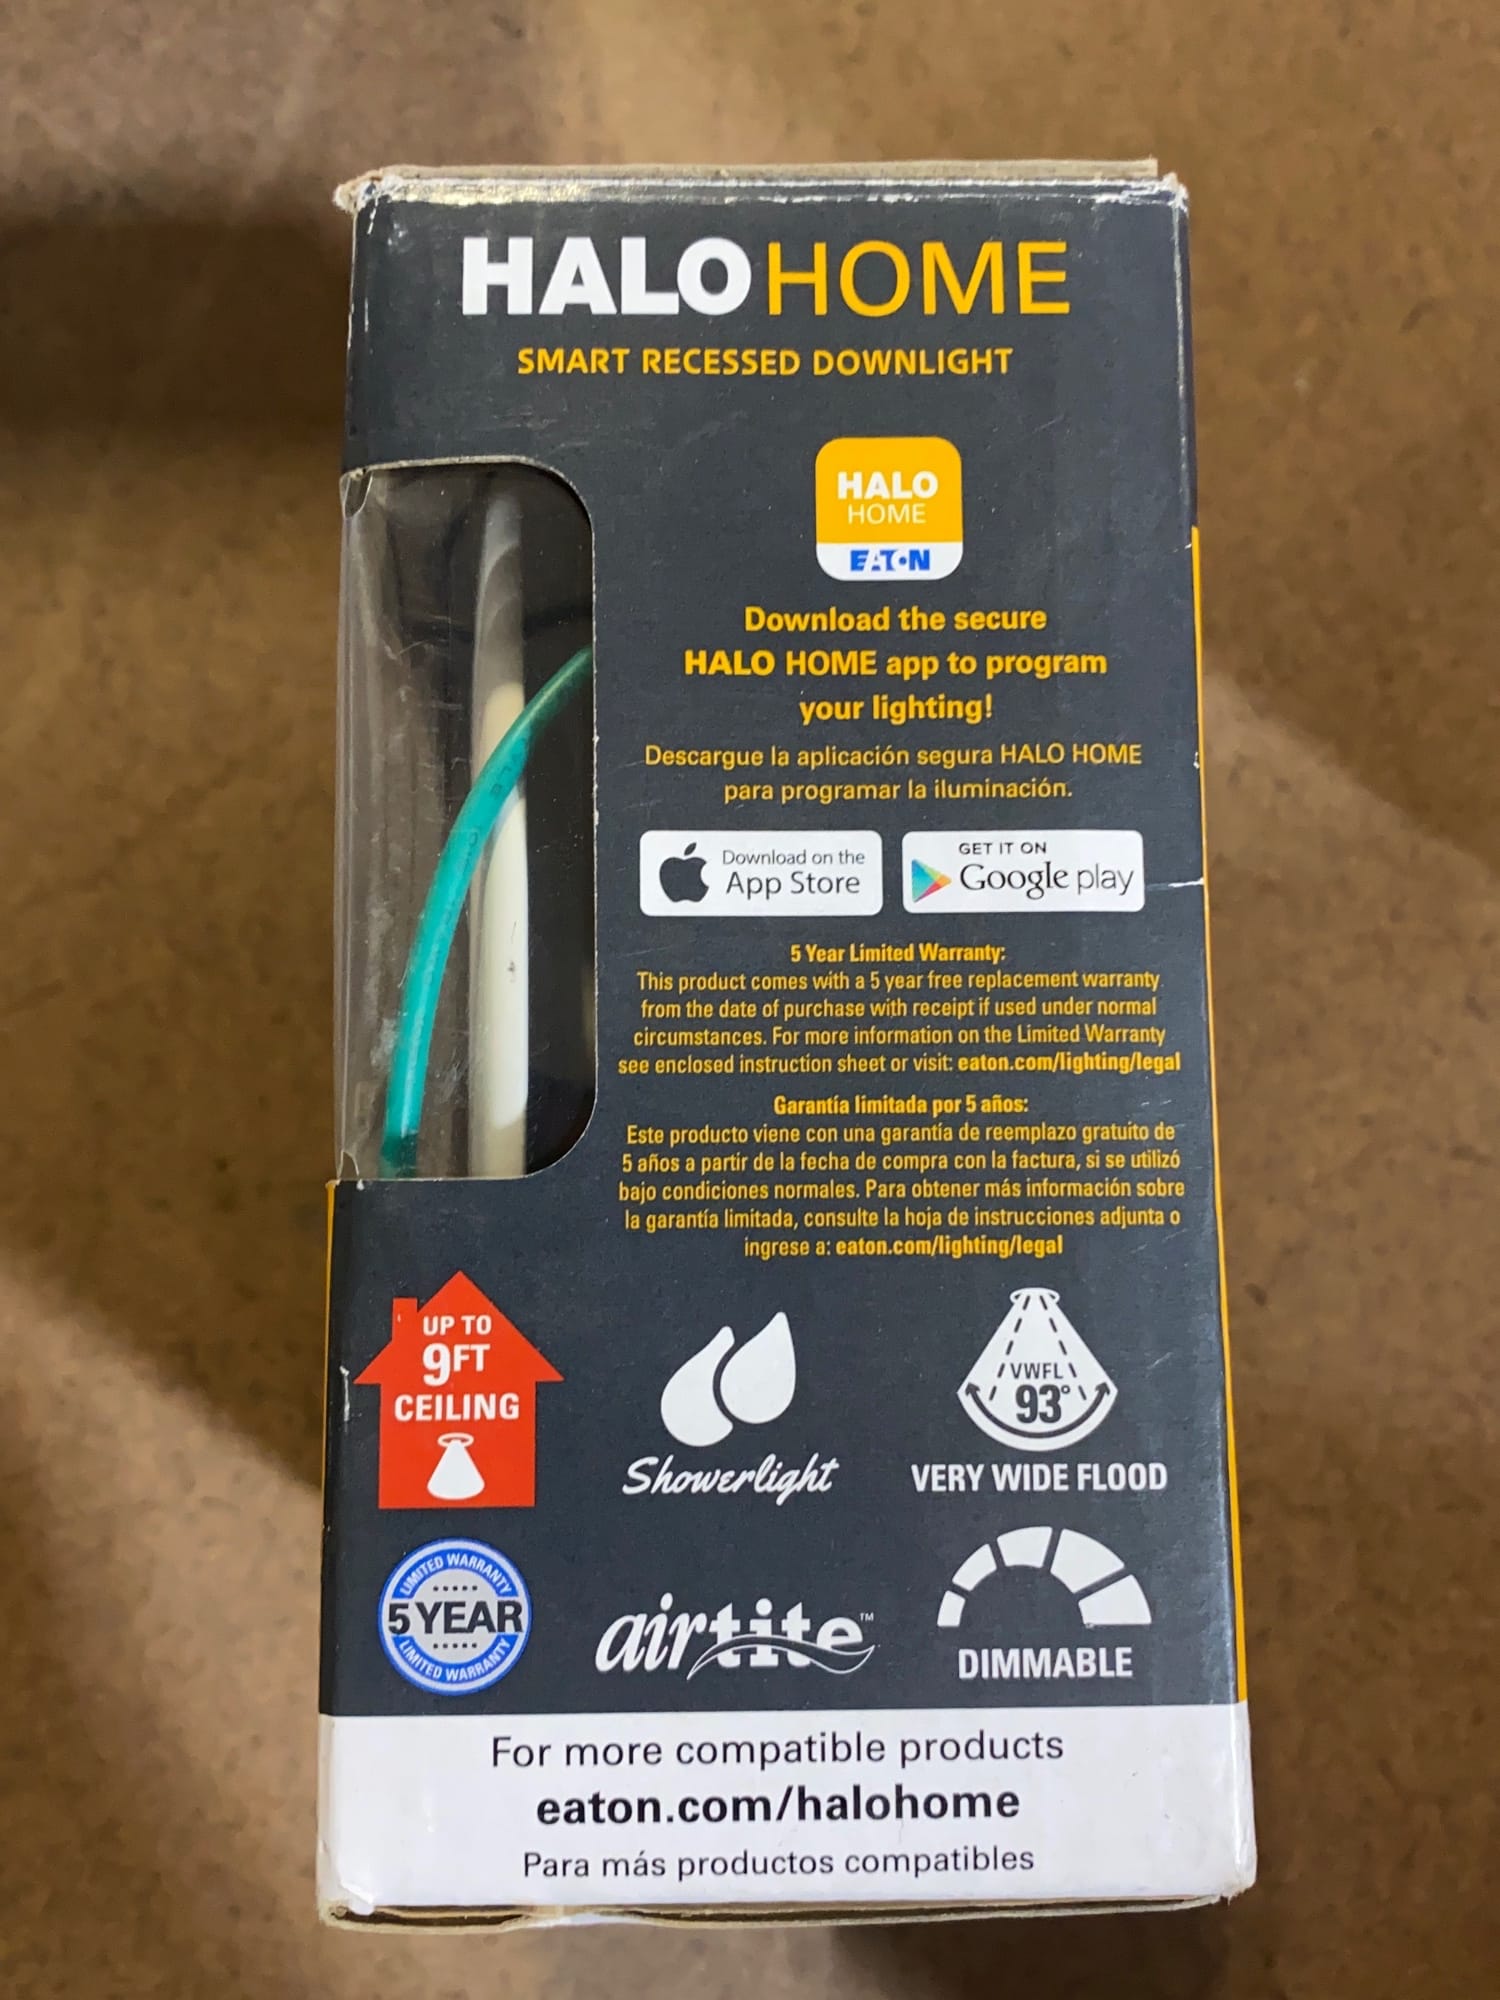 HALO HOME
SMART RECESSED DOWNLIGHT
HALO
HOME
EATON
Download the secure
HALO HOME app to program
your lighting!
Descargue la aplicación segura HALO HOME
para programar la iluminación.
Download on the
App Store
GET IT ON
Google play
5 Year Limited Warranty:
This product comes with a 5 year free replacement warranty
from the date of purchase with receipt if used under normal
circumstances. For more information on the Limited Warranty
see enclosed instruction sheet or visit: eaton.com/lighting/legal
Garantía limitada por 5 años:
Este producto viene con una garantía de reemplazo gratuito de
5 años a partir de la fecha de compra con la factura, si se utilizó
bajo condiciones normales. Para obtener más información sobre
la garantía limitada, consulte la hoja de instrucciones adjunta o
ingrese a: eaton.com/lighting/legal
UP TO
9FT
CEILING
Showerlight
VWFL
93°
VERY WIDE FLOOD
LIMITED WARRANTY
5 YEAR
LIMITED WARRANTY
airtite™
DIMMABLE
For more compatible products
eaton.com/halohome
Para más productos compatibles